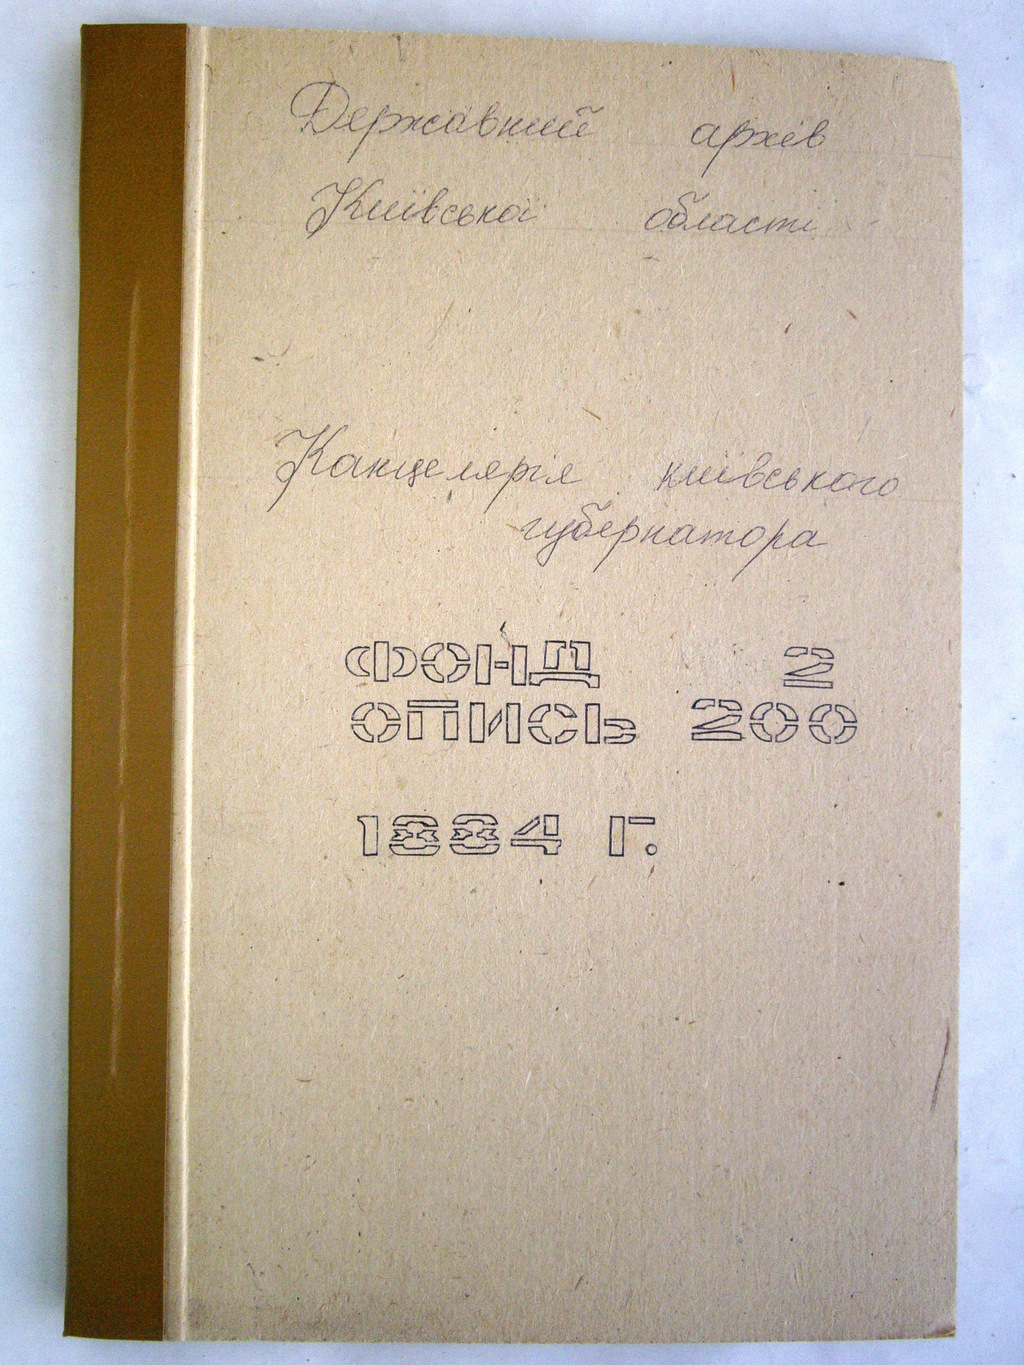 Державний архів
Київської області
Канцелярія київського
губернатора
ФОНД 2
ОПИСЬ 200
1884 Г.